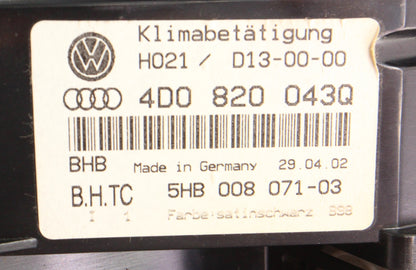 Klimabetätigung
H021 / D13-00-00
4D0 820 043Q
BHB Made in Germany 29.04.02
B.H.TC 5HB 008 071-03
I 1 Farbe:satinschwarz